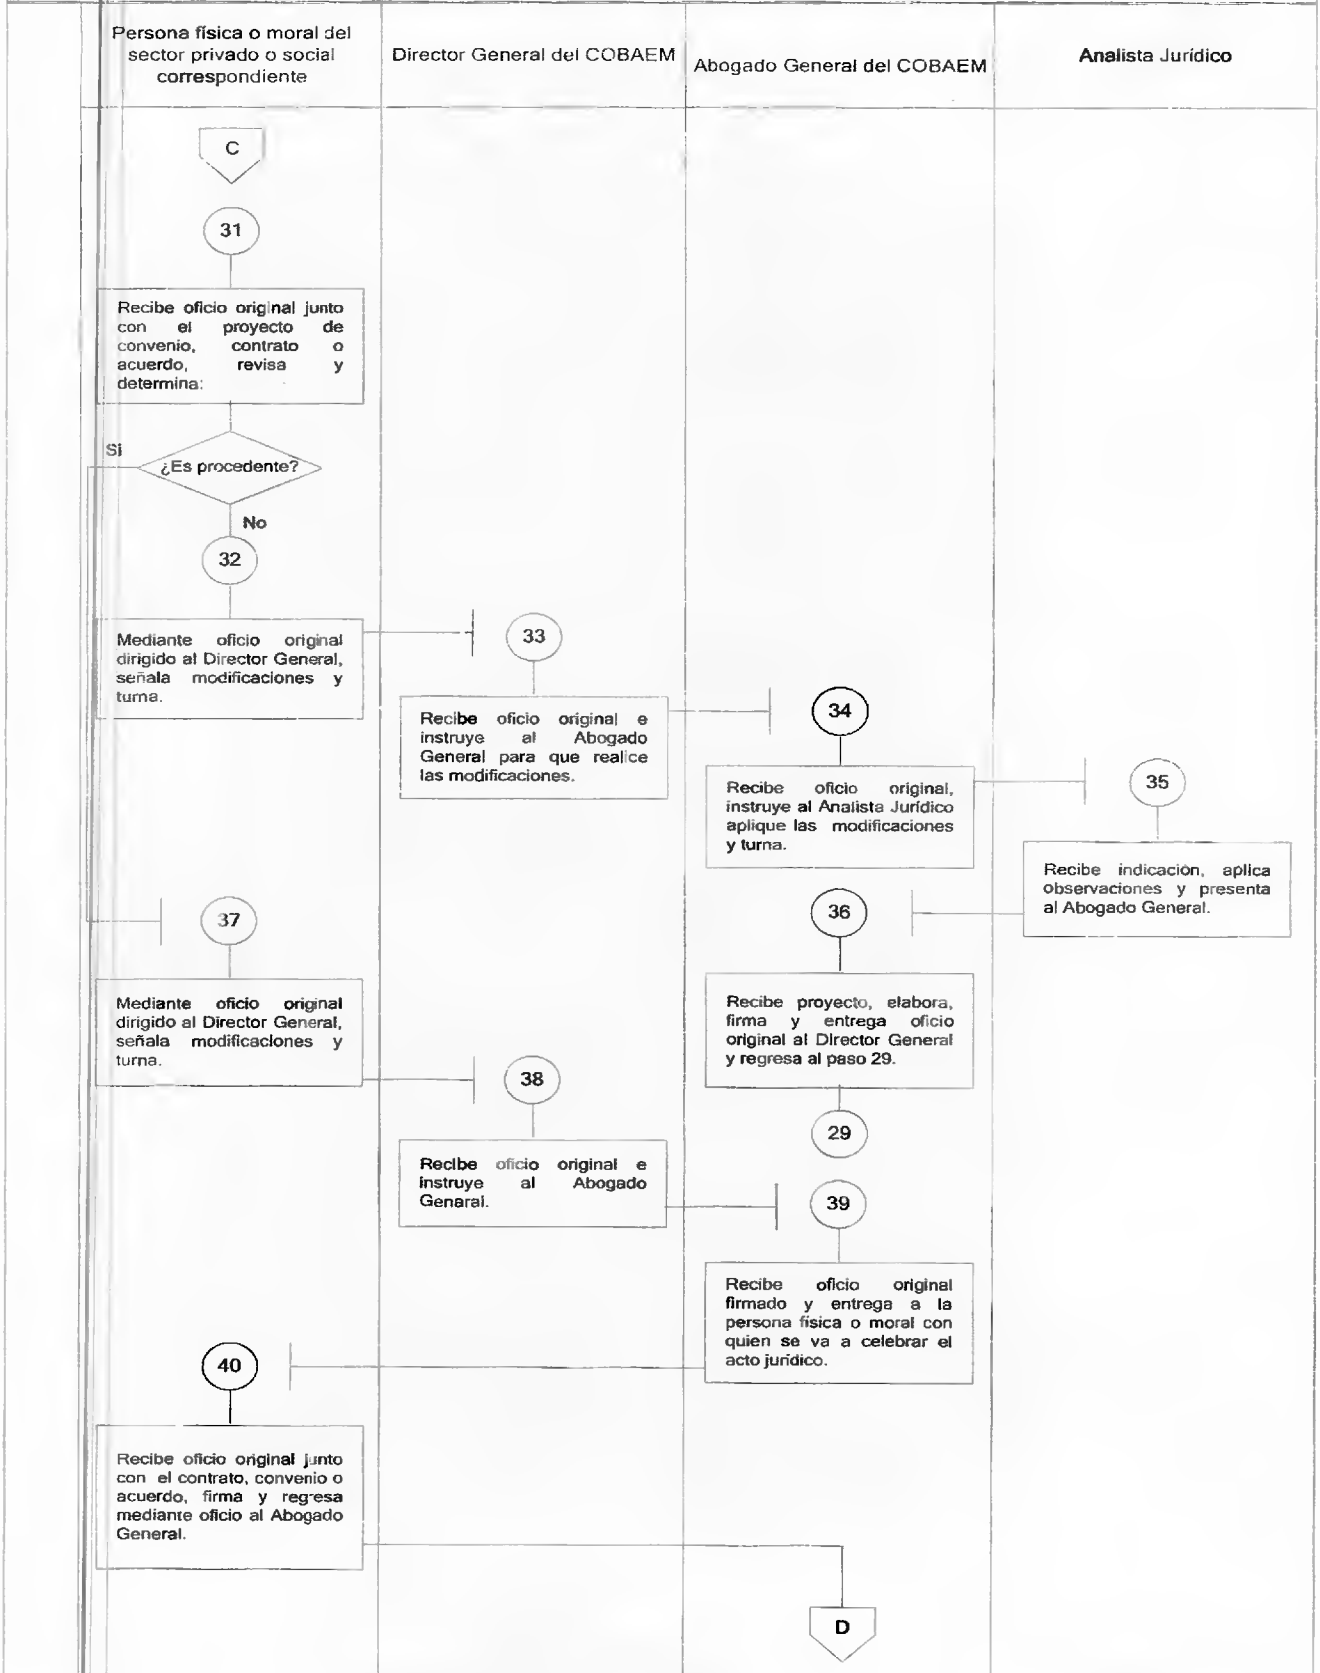 Persona física o moral del
sector privado o social
correspondiente
Director General del COBAEM
Abogado General del COBAEM
Analista Jurídico
C
31
Recibe oficio original junto
con el proyecto de
convenio, contrato o
acuerdo, revisa y
determina:
Si
¿Es procedente?
No
32
Mediante oficio original
dirigido al Director General,
señala modificaciones y
turna.
33
Recibe oficio original e
instruye al Abogado
General para que realice
las modificaciones.
34
Recibe oficio original,
instruye al Analista Jurídico
aplique las modificaciones
y turna.
35
Recibe indicación, aplica
observaciones y presenta
al Abogado General.
36
Recibe proyecto, elabora,
firma y entrega oficio
original al Director General
y regresa al paso 29.
29
37
Mediante oficio original
dirigido al Director General,
señala modificaciones y
turna.
38
Recibe oficio original e
instruye al Abogado
Genaral.
39
Recibe oficio original
firmado y entrega a la
persona física o moral con
quien se va a celebrar el
acto jurídico.
40
Recibe oficio original junto
con el contrato, convenio o
acuerdo, firma y regresa
mediante oficio al Abogado
General.
D